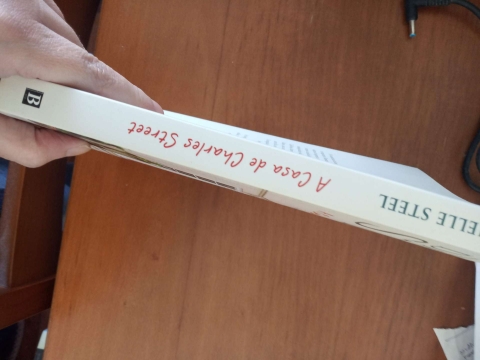 ELLE STEEL
A Casa de Charles Street
B